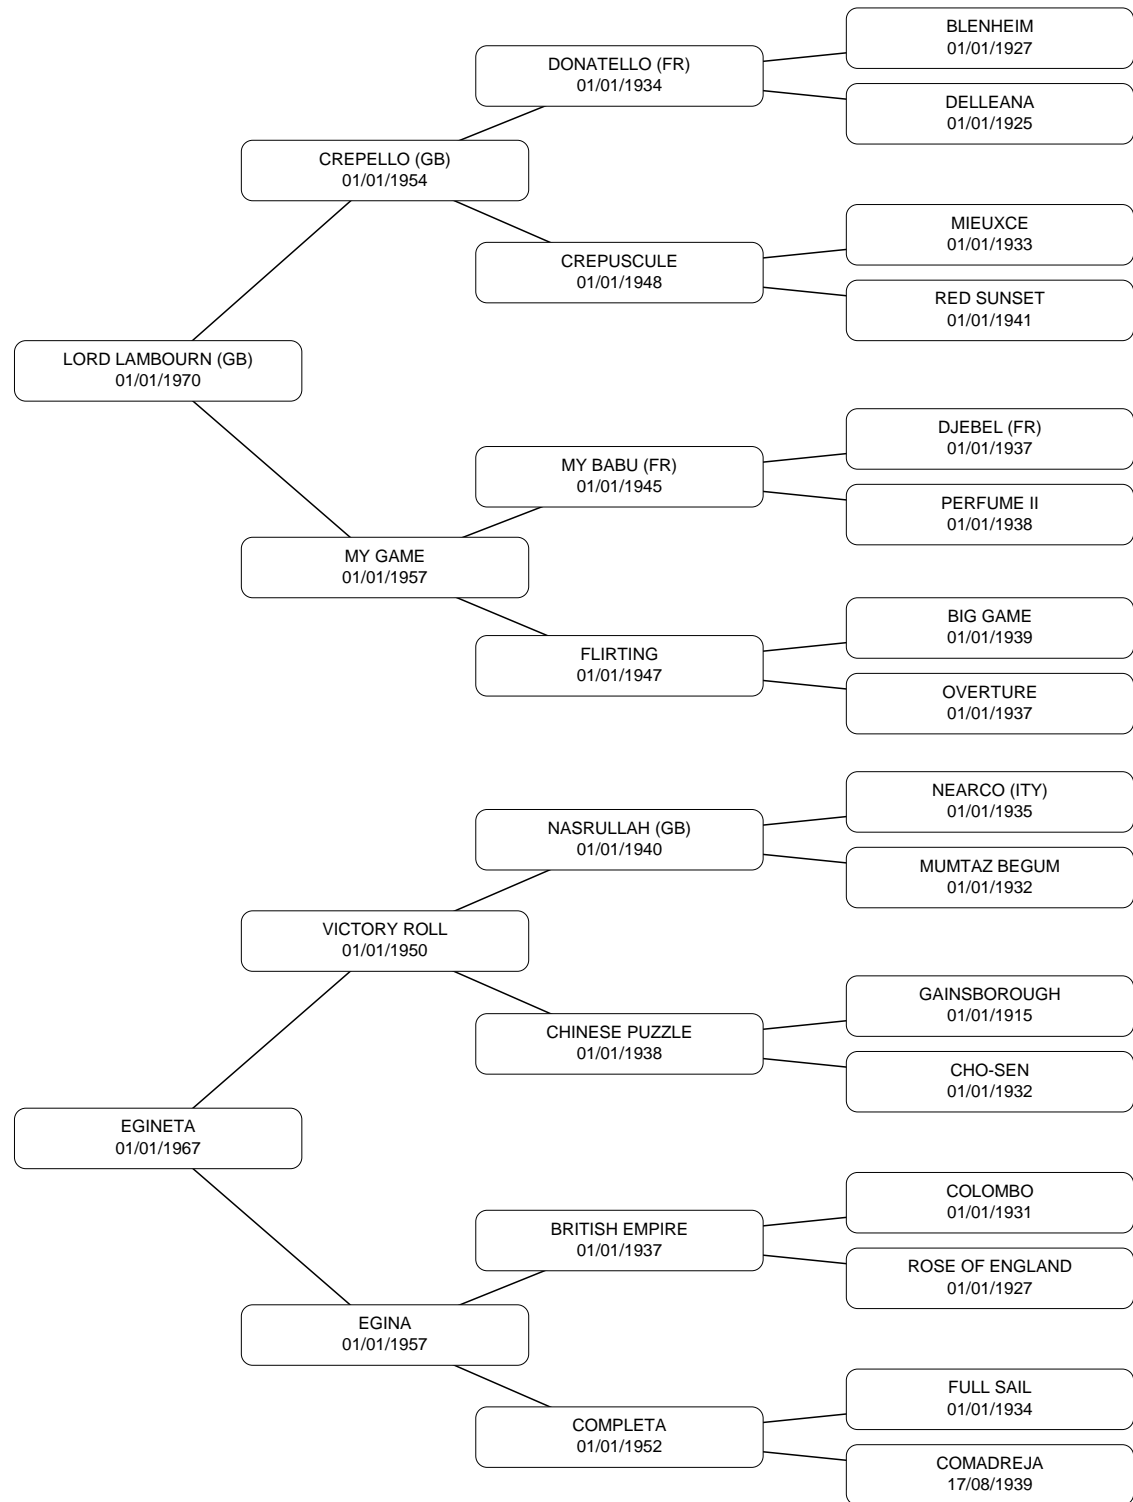 BLENHEIM
01/01/1927
DONATELLO (FR)
01/01/1934
DELLEANA
01/01/1925
CREPELLO (GB)
01/01/1954
MIEUXCE
01/01/1933
CREPUSCULE
01/01/1948
RED SUNSET
01/01/1941
LORD LAMBOURN (GB)
01/01/1970
DJEBEL (FR)
01/01/1937
MY BABU (FR)
01/01/1945
PERFUME II
01/01/1938
MY GAME
01/01/1957
BIG GAME
01/01/1939
FLIRTING
01/01/1947
OVERTURE
01/01/1937
NEARCO (ITY)
01/01/1935
NASRULLAH (GB)
01/01/1940
MUMTAZ BEGUM
01/01/1932
VICTORY ROLL
01/01/1950
GAINSBOROUGH
01/01/1915
CHINESE PUZZLE
01/01/1938
CHO-SEN
01/01/1932
EGINETA
01/01/1967
COLOMBO
01/01/1931
BRITISH EMPIRE
01/01/1937
ROSE OF ENGLAND
01/01/1927
EGINA
01/01/1957
FULL SAIL
01/01/1934
COMPLETA
01/01/1952
COMADREJA
17/08/1939